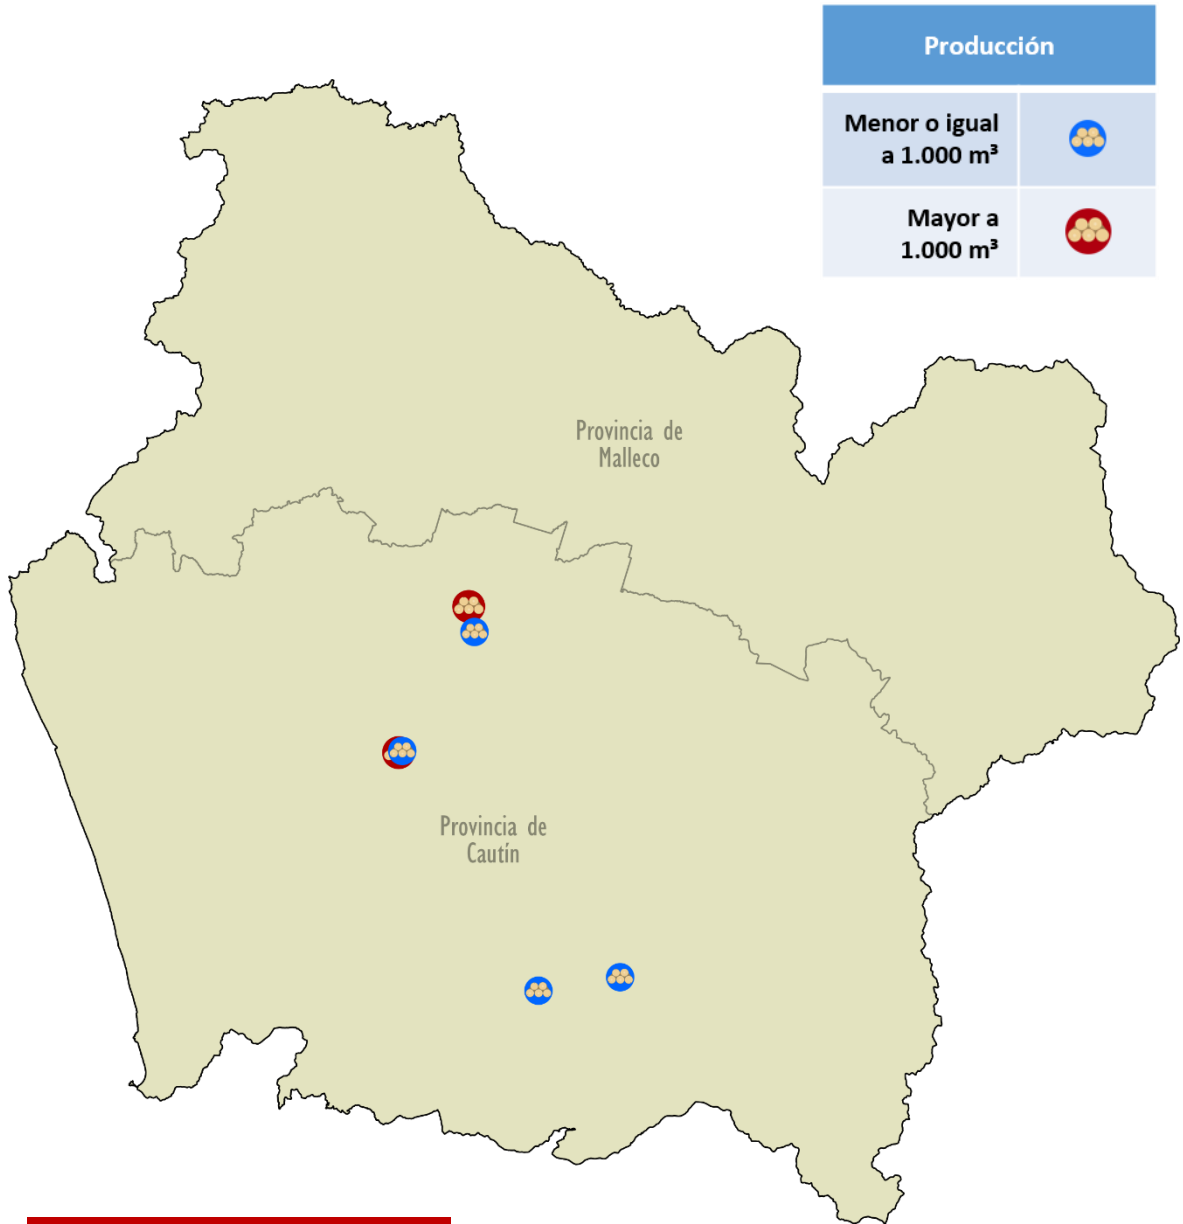 Producción
Menor o igual
a 1.000 m³
Mayor a
1.000 m³
Provincia de
Malleco
Provincia de
Cautín